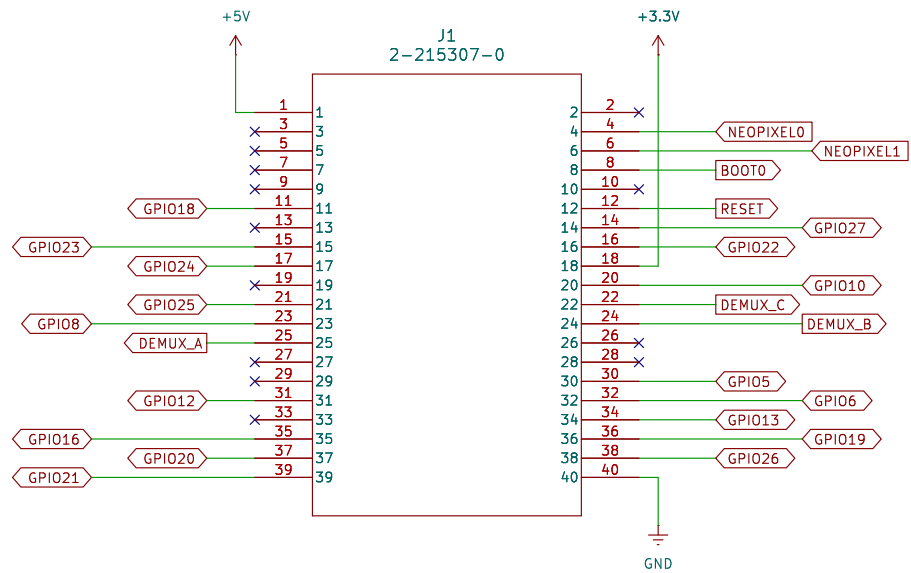 +5V +3.3V
J1
2-215307-0
1 1 2 2
3 3 4 4 NEOPIXEL0
5 5 6 6 NEOPIXEL1
7 7 8 8 BOOT0
9 9 10 10
GPIO18 11 11 12 12 RESET
13 13 14 14 GPIO27
GPIO23 15 15 16 16 GPIO22
GPIO24 17 17 18 18
19 19 20 20 GPIO10
GPIO25 21 21 22 22 DEMUX_C
GPIO8 23 23 24 24 DEMUX_B
DEMUX_A 25 25 26 26
27 27 28 28
29 29 30 30 GPIO5
GPIO12 31 31 32 32 GPIO6
33 33 34 34 GPIO13
GPIO16 35 35 36 36 GPIO19
GPIO20 37 37 38 38 GPIO26
GPIO21 39 39 40 40
GND